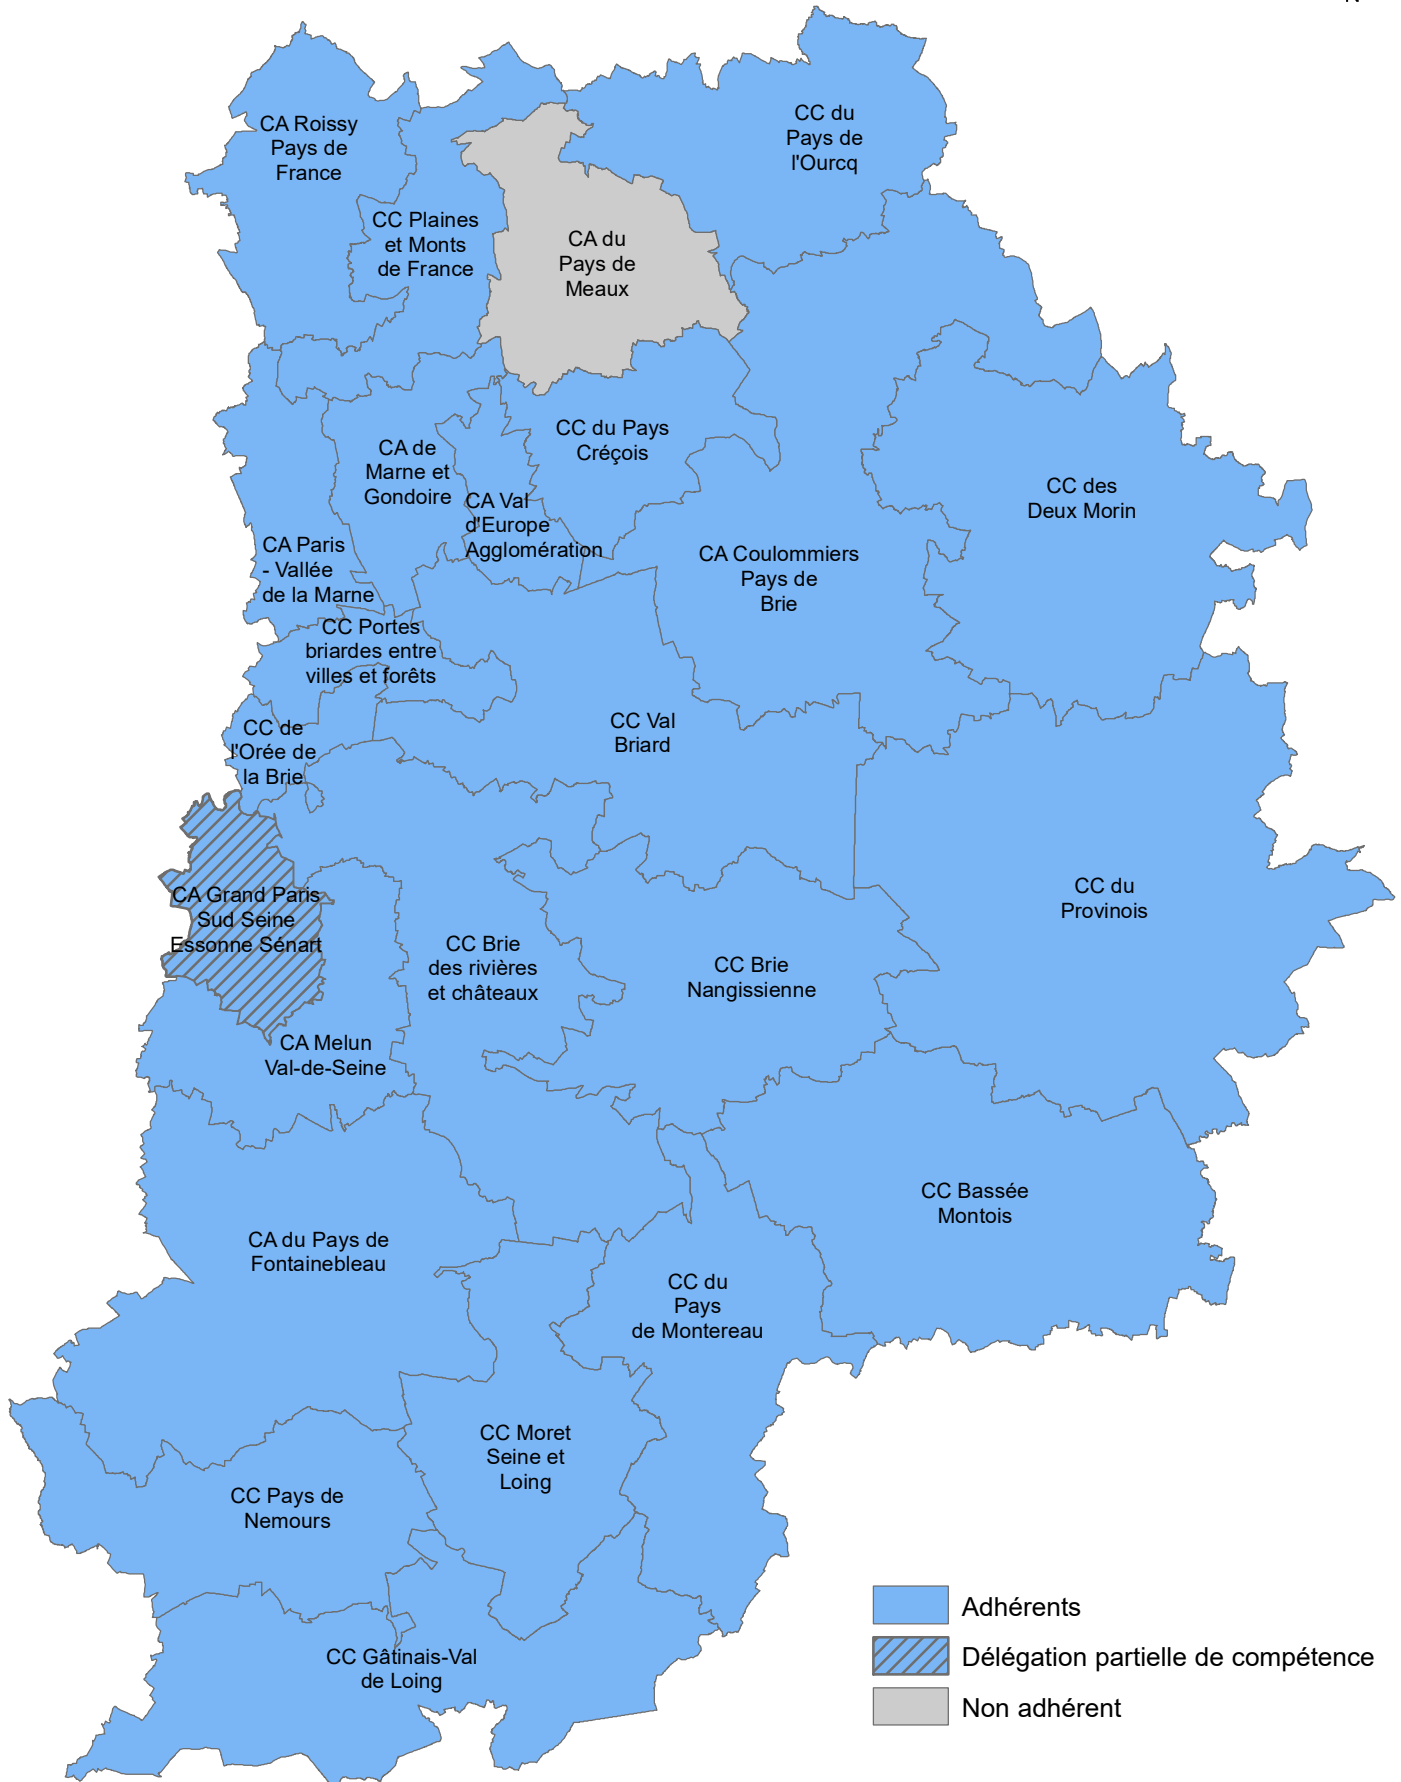 N
CC du
Pays de
l'Ourcq
CA Roissy
Pays de
France
CC Plaines
et Monts
de France
CA du
Pays de
Meaux
CC du Pays
Créçois
CA de
Marne et
Gondoire
CA Val
d'Europe
Agglomération
CC des
Deux Morin
CA Paris
- Vallée
de la Marne
CA Coulommiers
Pays de
Brie
CC Portes
briardes entre
villes et forêts
CC de
l'Orée de
la Brie
CC Val
Briard
CA Grand Paris
Sud Seine
Essonne Sénart
CC du
Provinois
CC Brie
des rivières
et châteaux
CC Brie
Nangissienne
CA Melun
Val-de-Seine
CC Bassée
Montois
CA du Pays de
Fontainebleau
CC du
Pays
de Montereau
CC Moret
Seine et
Loing
CC Pays de
Nemours
CC Gâtinais-Val
de Loing
Adhérents
Délégation partielle de compétence
Non adhérent